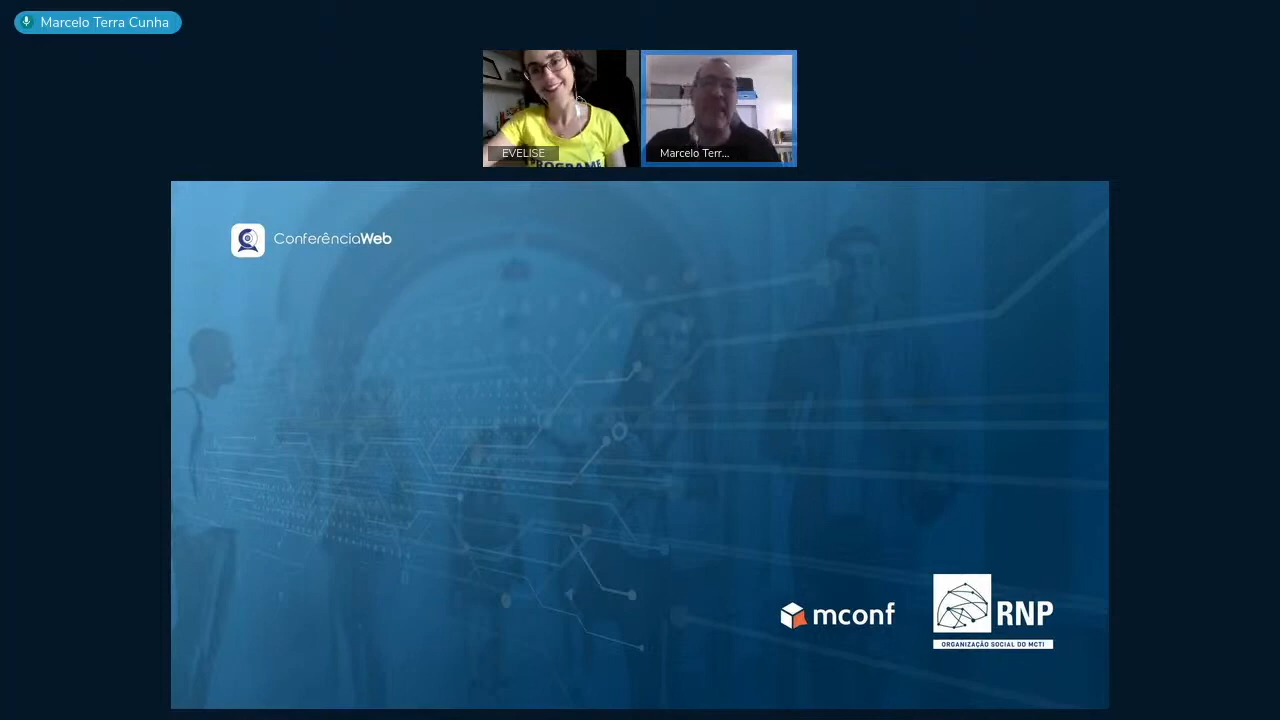 Marcelo Terra Cunha
EVELISE
Marcelo Terr...
ConferênciaWeb
mconf
RNP
ORGANIZAÇÃO SOCIAL DO MCTI